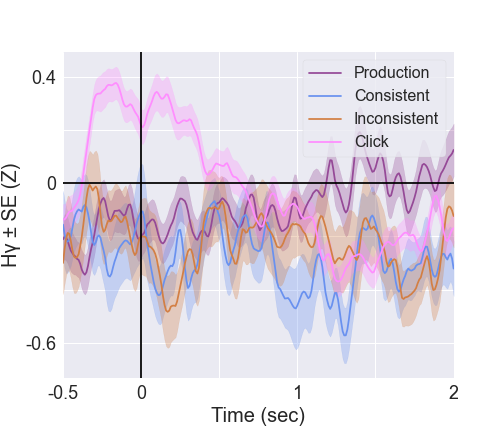 Production
Consistent
Inconsistent
Click
0.4
0
-0.6
Hγ ± SE (Z)
-0.5
0
1
2
Time (sec)